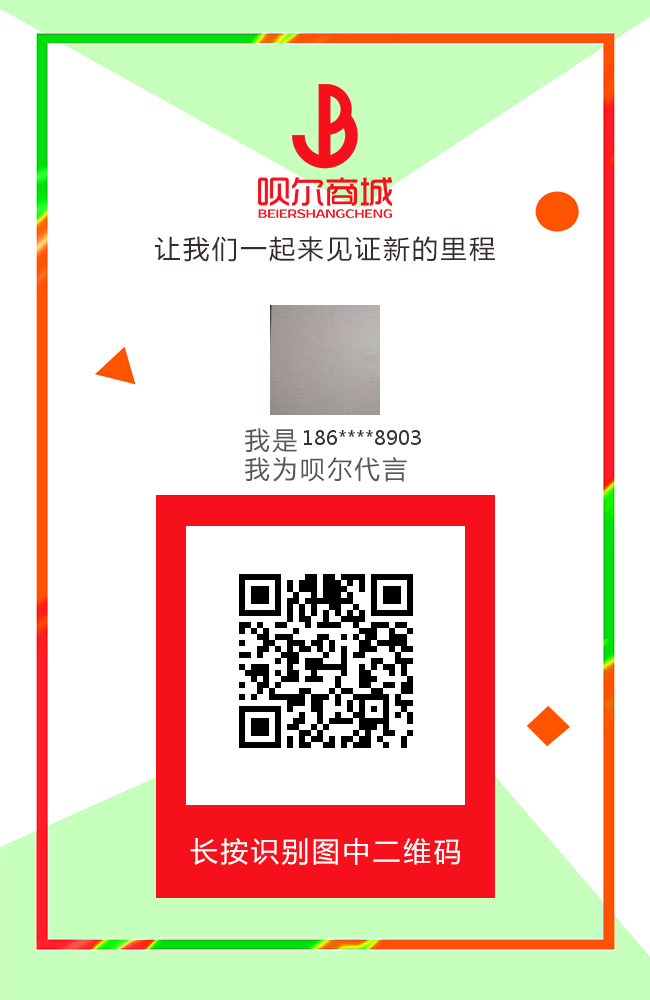 呗尔商城
BEIERSHANGCHENG
让我们一起来见证新的里程
我是 186****8903
我为呗尔代言
长按识别图中二维码